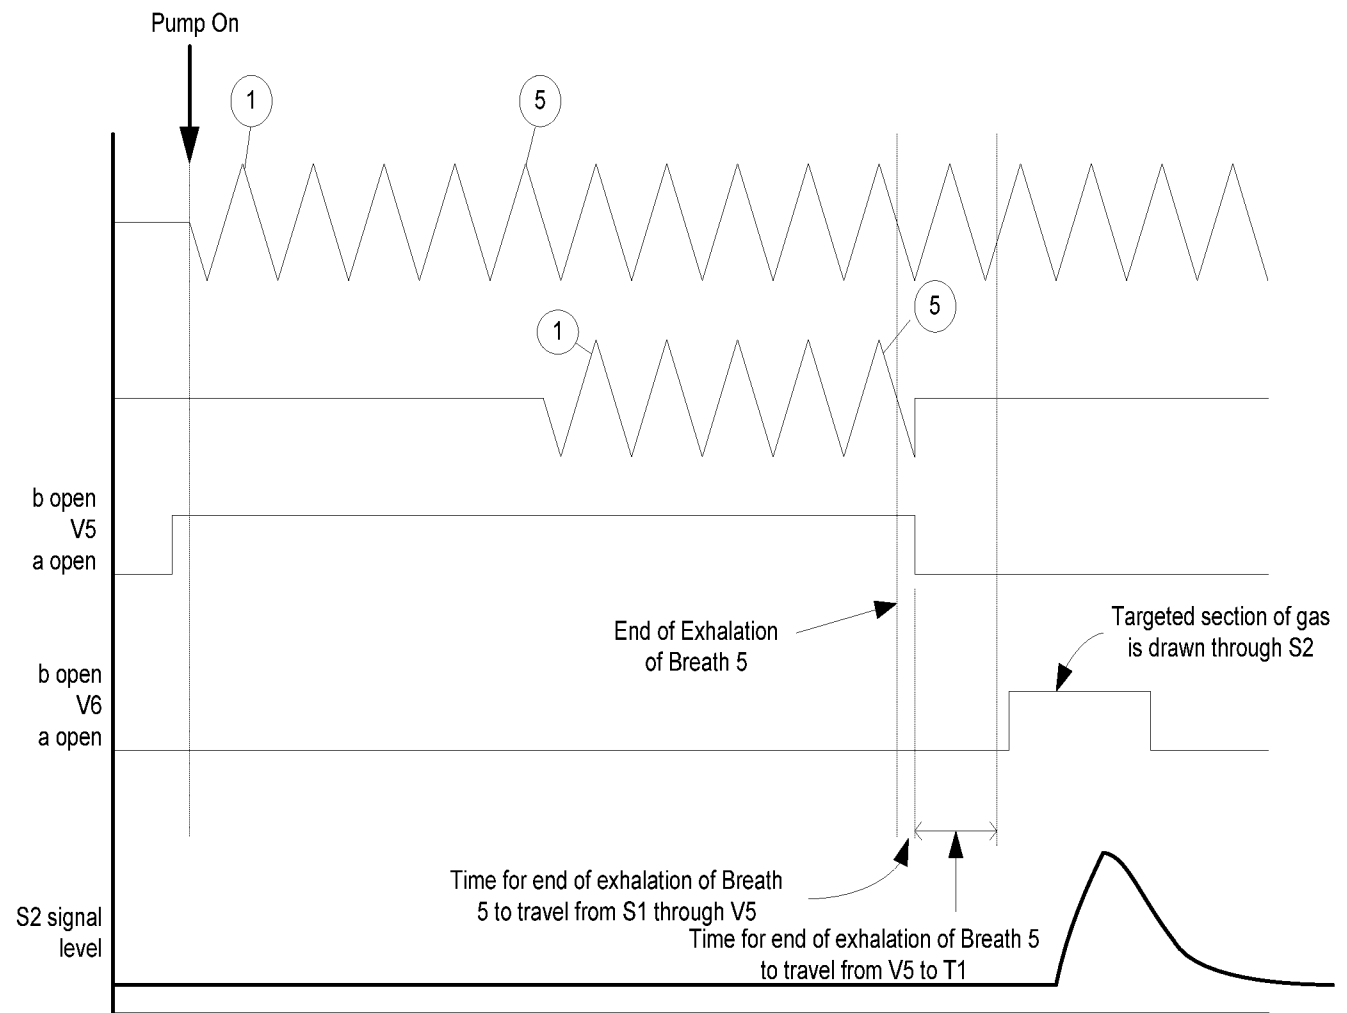 Pump On
1
5
1
5
b open
V5
a open
End of Exhalation
of Breath 5
Targeted section of gas
is drawn through S2
b open
V6
a open
Time for end of exhalation of Breath
5 to travel from S1 through V5
Time for end of exhalation of Breath 5
to travel from V5 to T1
S2 signal
level